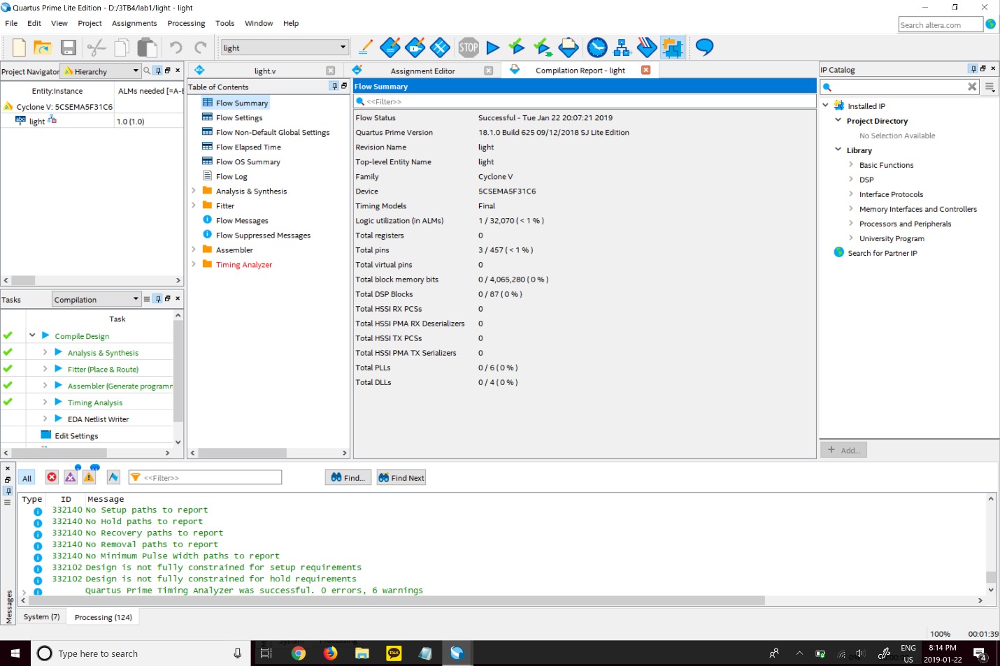 Quartus Prime Lite Edition - D:/3TB4/lab1/light - light
File Edit View Project Assignments Processing Tools Window Help
Search altera.com
light
STOP
Project Navigator Hierarchy
Entity:Instance ALMs needed [=A-B
Cyclone V: 5CSEMA5F31C6
abc light 1.0 (1.0)
Tasks Compilation
Task
Compile Design
Analysis & Synthesis
Fitter (Place & Route)
Assembler (Generate programm
Timing Analysis
EDA Netlist Writer
Edit Settings
abc light.v
Assignment Editor
Compilation Report - light
Table of Contents
Flow Summary
Flow Settings
Flow Non-Default Global Settings
Flow Elapsed Time
Flow OS Summary
Flow Log
Analysis & Synthesis
Fitter
Flow Messages
Flow Suppressed Messages
Assembler
Timing Analyzer
Flow Summary
<<Filter>>
Flow Status Successful - Tue Jan 22 20:07:21 2019
Quartus Prime Version 18.1.0 Build 625 09/12/2018 SJ Lite Edition
Revision Name light
Top-level Entity Name light
Family Cyclone V
Device 5CSEMA5F31C6
Timing Models Final
Logic utilization (in ALMs) 1 / 32,070 ( < 1 % )
Total registers 0
Total pins 3 / 457 ( < 1 % )
Total virtual pins 0
Total block memory bits 0 / 4,065,280 ( 0 % )
Total DSP Blocks 0 / 87 ( 0 % )
Total HSSI RX PCSs 0
Total HSSI PMA RX Deserializers 0
Total HSSI TX PCSs 0
Total HSSI PMA TX Serializers 0
Total PLLs 0 / 6 ( 0 % )
Total DLLs 0 / 4 ( 0 % )
IP Catalog
Installed IP
Project Directory
No Selection Available
Library
Basic Functions
DSP
Interface Protocols
Memory Interfaces and Controllers
Processors and Peripherals
University Program
Search for Partner IP
+ Add...
All <<Filter>> Find... Find Next
Type ID Message
332140 No Setup paths to report
332140 No Hold paths to report
332140 No Recovery paths to report
332140 No Removal paths to report
332140 No Minimum Pulse Width paths to report
332102 Design is not fully constrained for setup requirements
332102 Design is not fully constrained for hold requirements
Quartus Prime Timing Analyzer was successful. 0 errors, 6 warnings
Messages
System (7) Processing (124)
100% 00:01:39
Type here to search
TALK
ENG
US
8:14 PM
2019-01-22
4